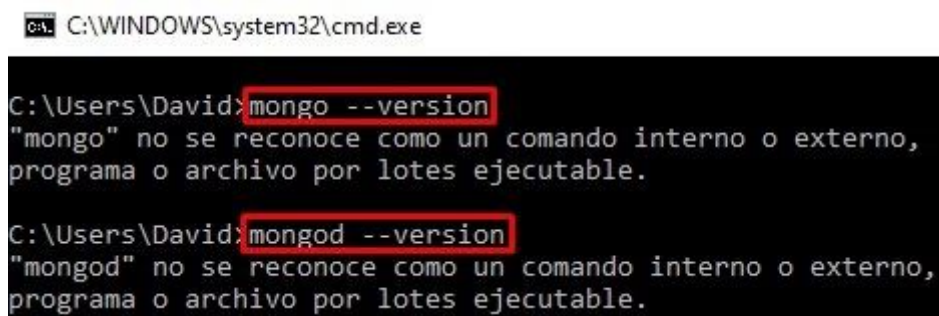 C:\WINDOWS\system32\cmd.exe
C:\Users\David>mongo --version
"mongo" no se reconoce como un comando interno o externo,
programa o archivo por lotes ejecutable.
C:\Users\David>mongod --version
"mongod" no se reconoce como un comando interno o externo,
programa o archivo por lotes ejecutable.